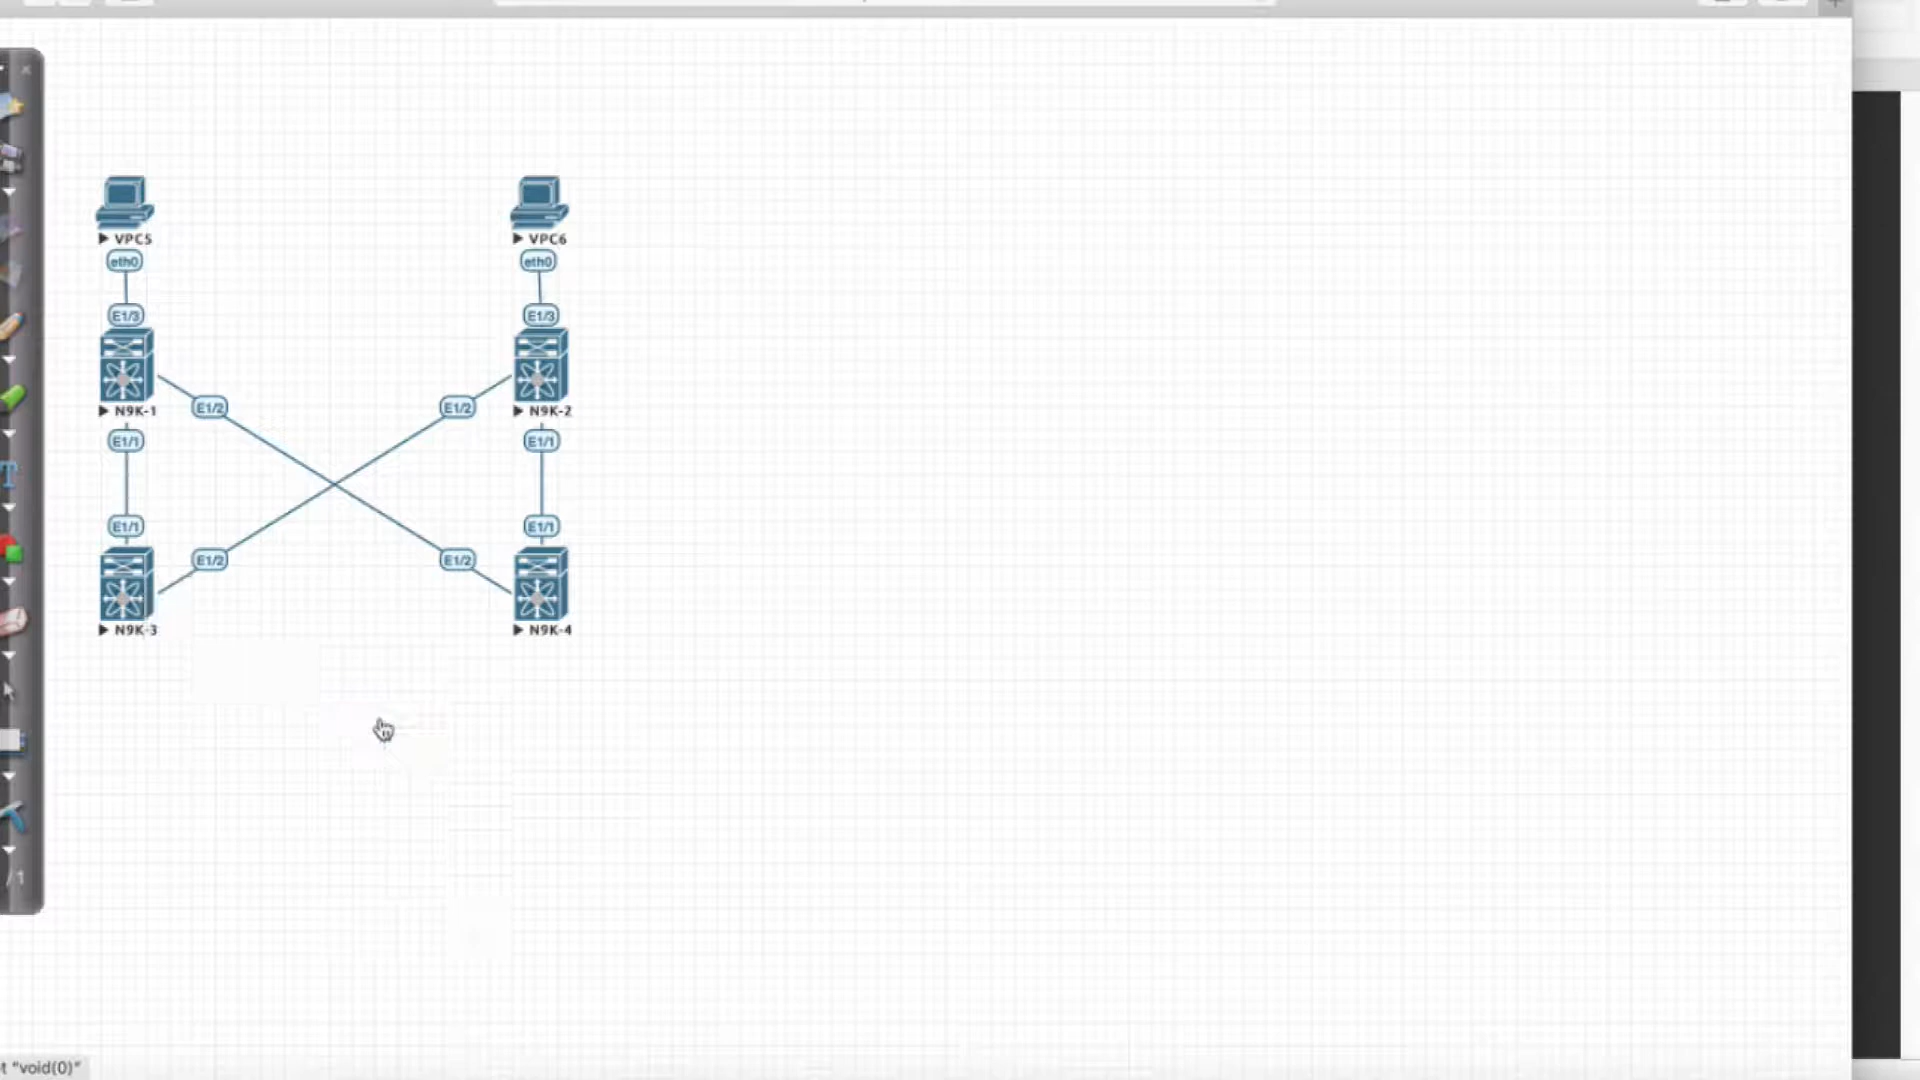 VPC5 VPC6
eth0 eth0
E1/3 E1/3
N9K-1 E1/2 E1/2 N9K-2
E1/1 E1/1
E1/1 E1/1
E1/2 E1/2
N9K-3 N9K-4
/ 1
t "void(0)"